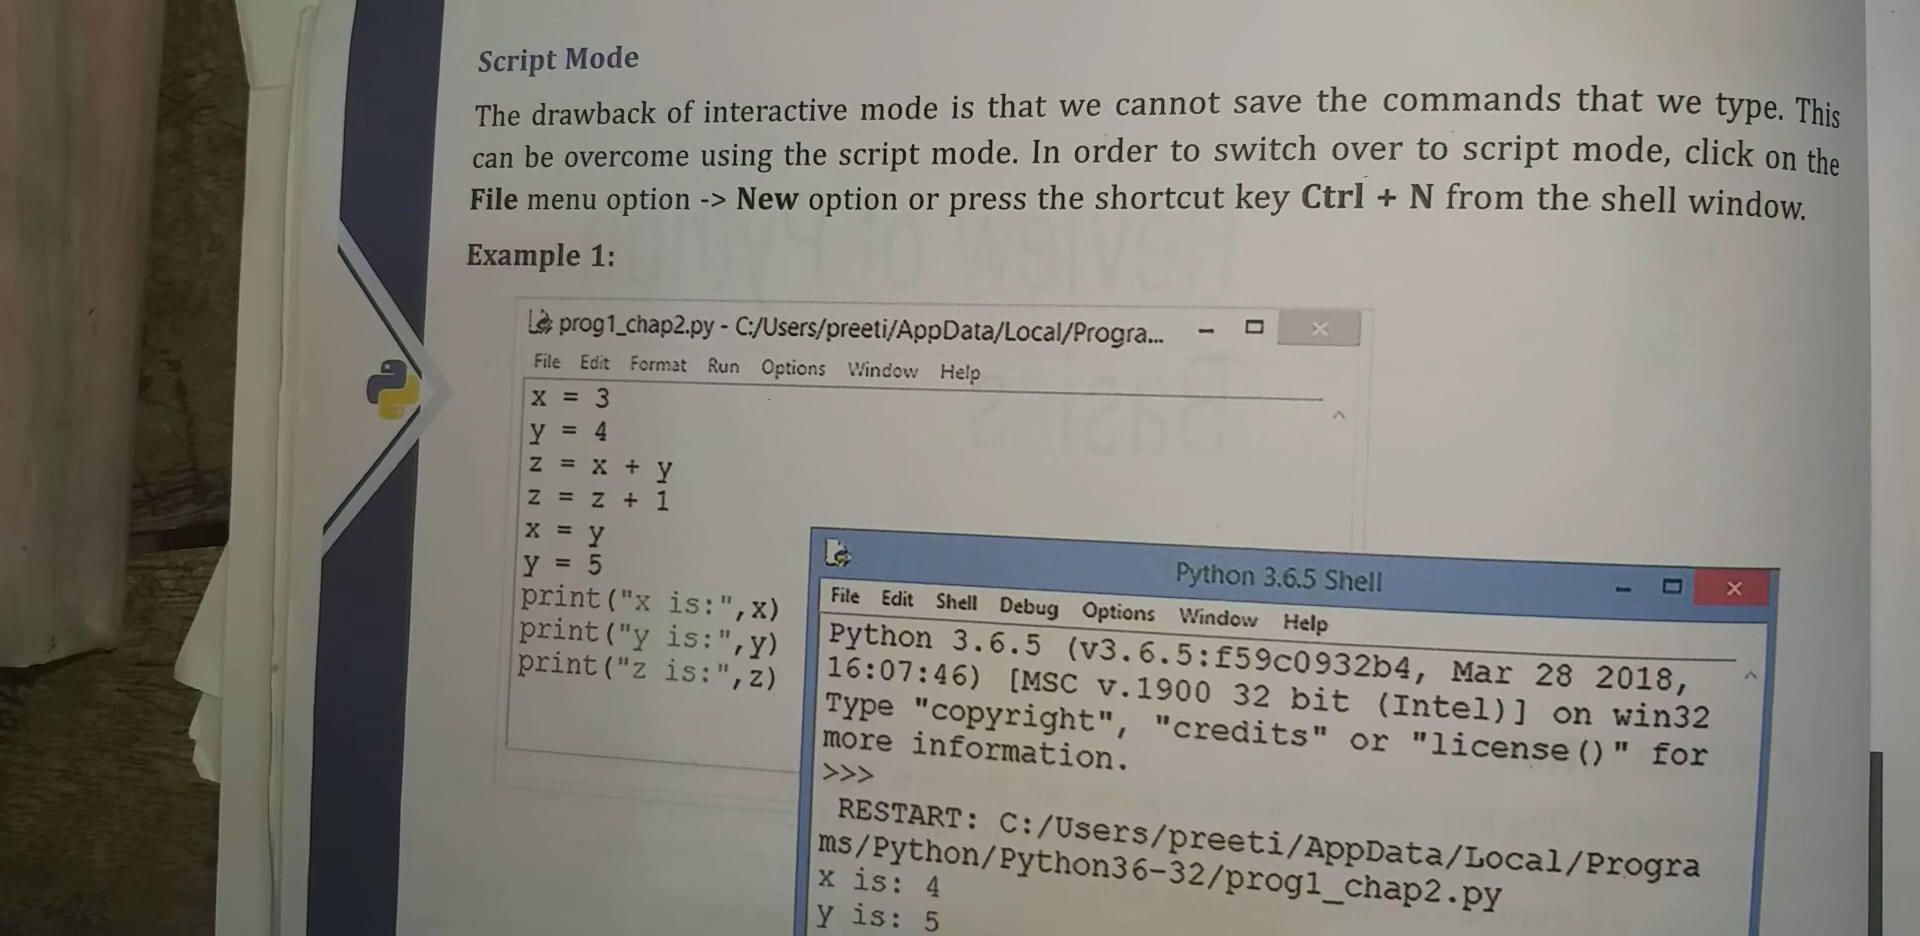 Script Mode
The drawback of interactive mode is that we cannot save the commands that we type. This
can be overcome using the script mode. In order to switch over to script mode, click on the
File menu option -> New option or press the shortcut key Ctrl + N from the shell window.
Example 1:
prog1_chap2.py - C:/Users/preeti/AppData/Local/Progra...
File Edit Format Run Options Window Help
x = 3
y = 4
z = x + y
z = z + 1
x = y
y = 5
print("x is:",x)
print("y is:",y)
print("z is:",z)
Python 3.6.5 Shell
File Edit Shell Debug Options Window Help
Python 3.6.5 (v3.6.5:f59c0932b4, Mar 28 2018,
16:07:46) [MSC v.1900 32 bit (Intel)] on win32
Type "copyright", "credits" or "license()" for
more information.
>>>
RESTART: C:/Users/preeti/AppData/Local/Progra
ms/Python/Python36-32/prog1_chap2.py
x is: 4
y is: 5